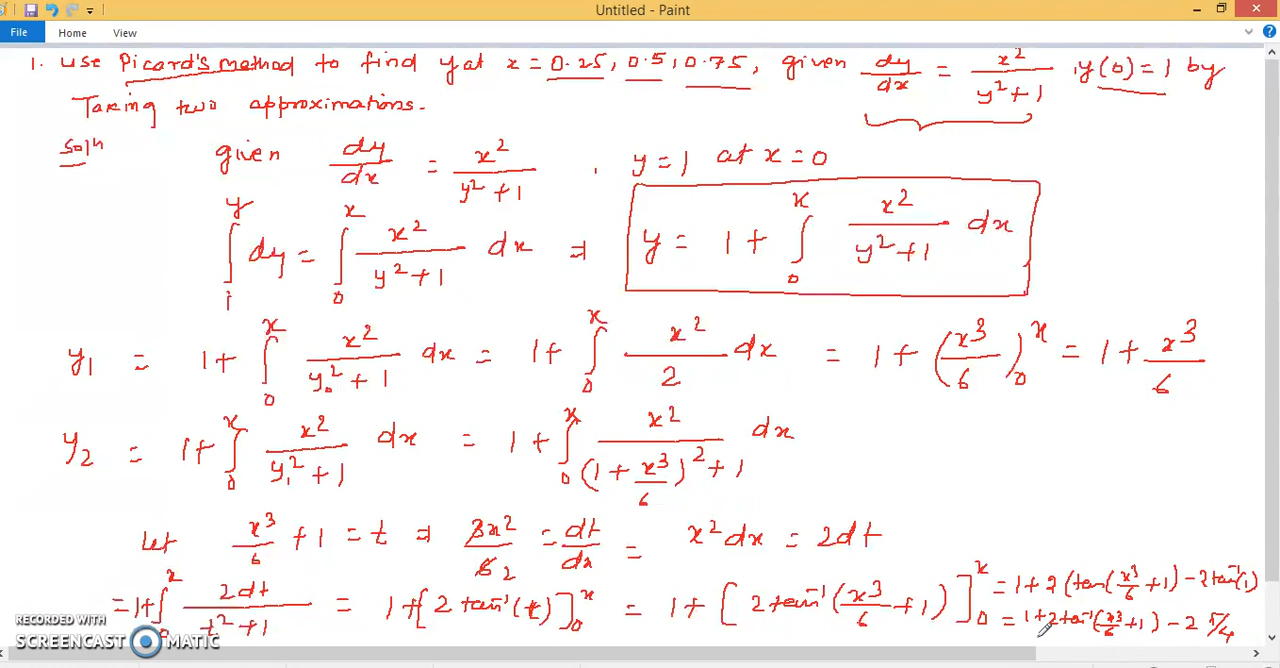 Untitled - Paint
File Home View
1. use Picard's method to find y at x = 0.25, 0.5, 0.75, given dy/dx = x²/(y²+1), y(0)=1 by
Taking two approximations.
Soln given dy/dx = x²/(y²+1) , y=1 at x=0
∫₁^y dy = ∫₀^x x²/(y²+1) dx ⇒ y = 1+ ∫₀^x x²/(y²+1) dx
y₁ = 1+ ∫₀^x x²/(y₀²+1) dx = 1+ ∫₀^x x²/2 dx = 1+ (x³/6)₀^x = 1+ x³/6
y₂ = 1+ ∫₀^x x²/(y₁²+1) dx = 1+ ∫₀^x x²/((1+x³/6)²+1) dx
Let x³/6 +1 = t ⇒ 3x²/6 2 = dt/dx = x²dx = 2dt
=1+∫₀^x 2dt/(t²+1) = 1+[2 tan⁻¹(t)]₀^x = 1+ [2tan⁻¹(x³/6 +1)]₀^x = 1+2(tan⁻¹(x³/6 +1) - 2tan⁻¹(1)
= 1+2tan⁻¹(x³/6 +1) - 2 π/4
RECORDED WITH
SCREENCAST MATIC